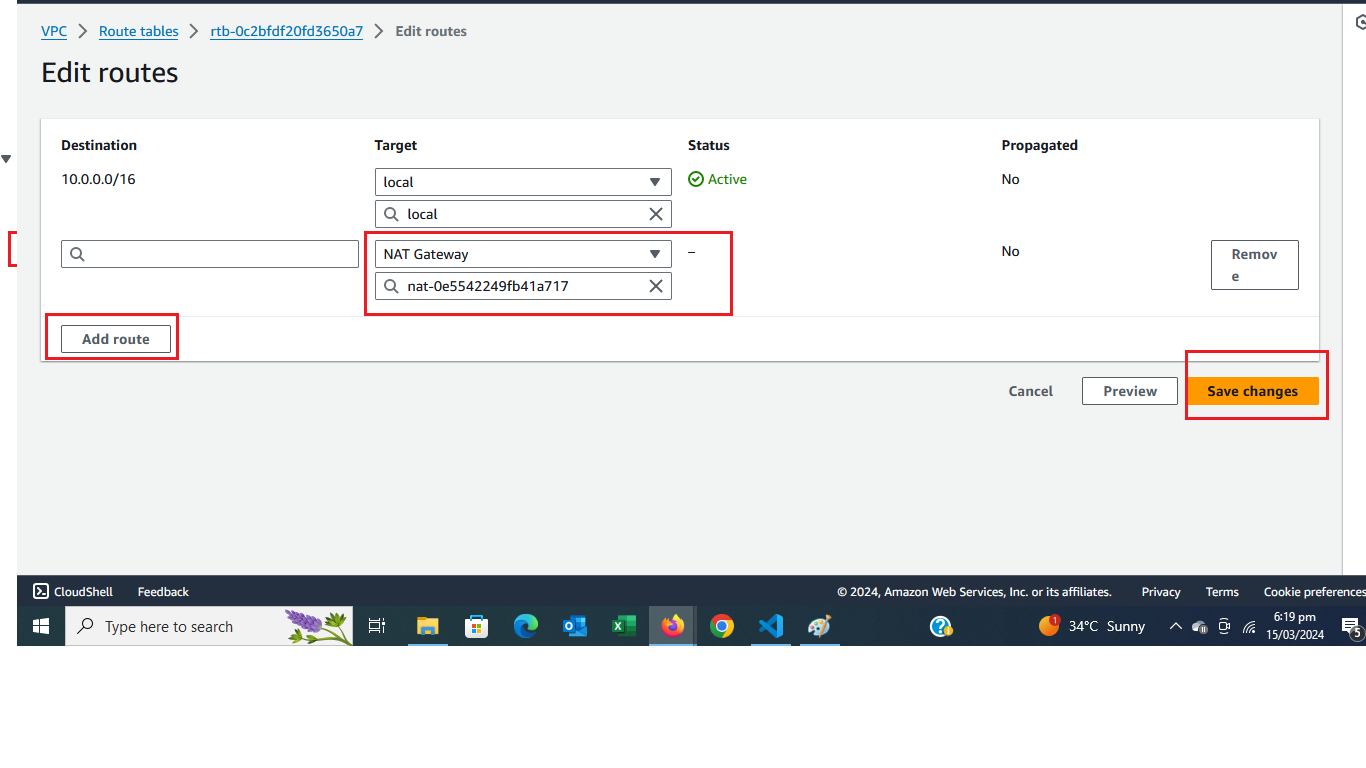 VPC > Route tables > rtb-0c2bfdf20fd3650a7 > Edit routes
Edit routes
Destination Target Status Propagated
10.0.0.0/16 local Active No
local
NAT Gateway – No Remov
e
nat-0e5542249fb41a717
Add route
Cancel Preview Save changes
CloudShell Feedback © 2024, Amazon Web Services, Inc. or its affiliates. Privacy Terms Cookie preferences
Type here to search 1 34°C Sunny 6:19 pm
15/03/2024 5